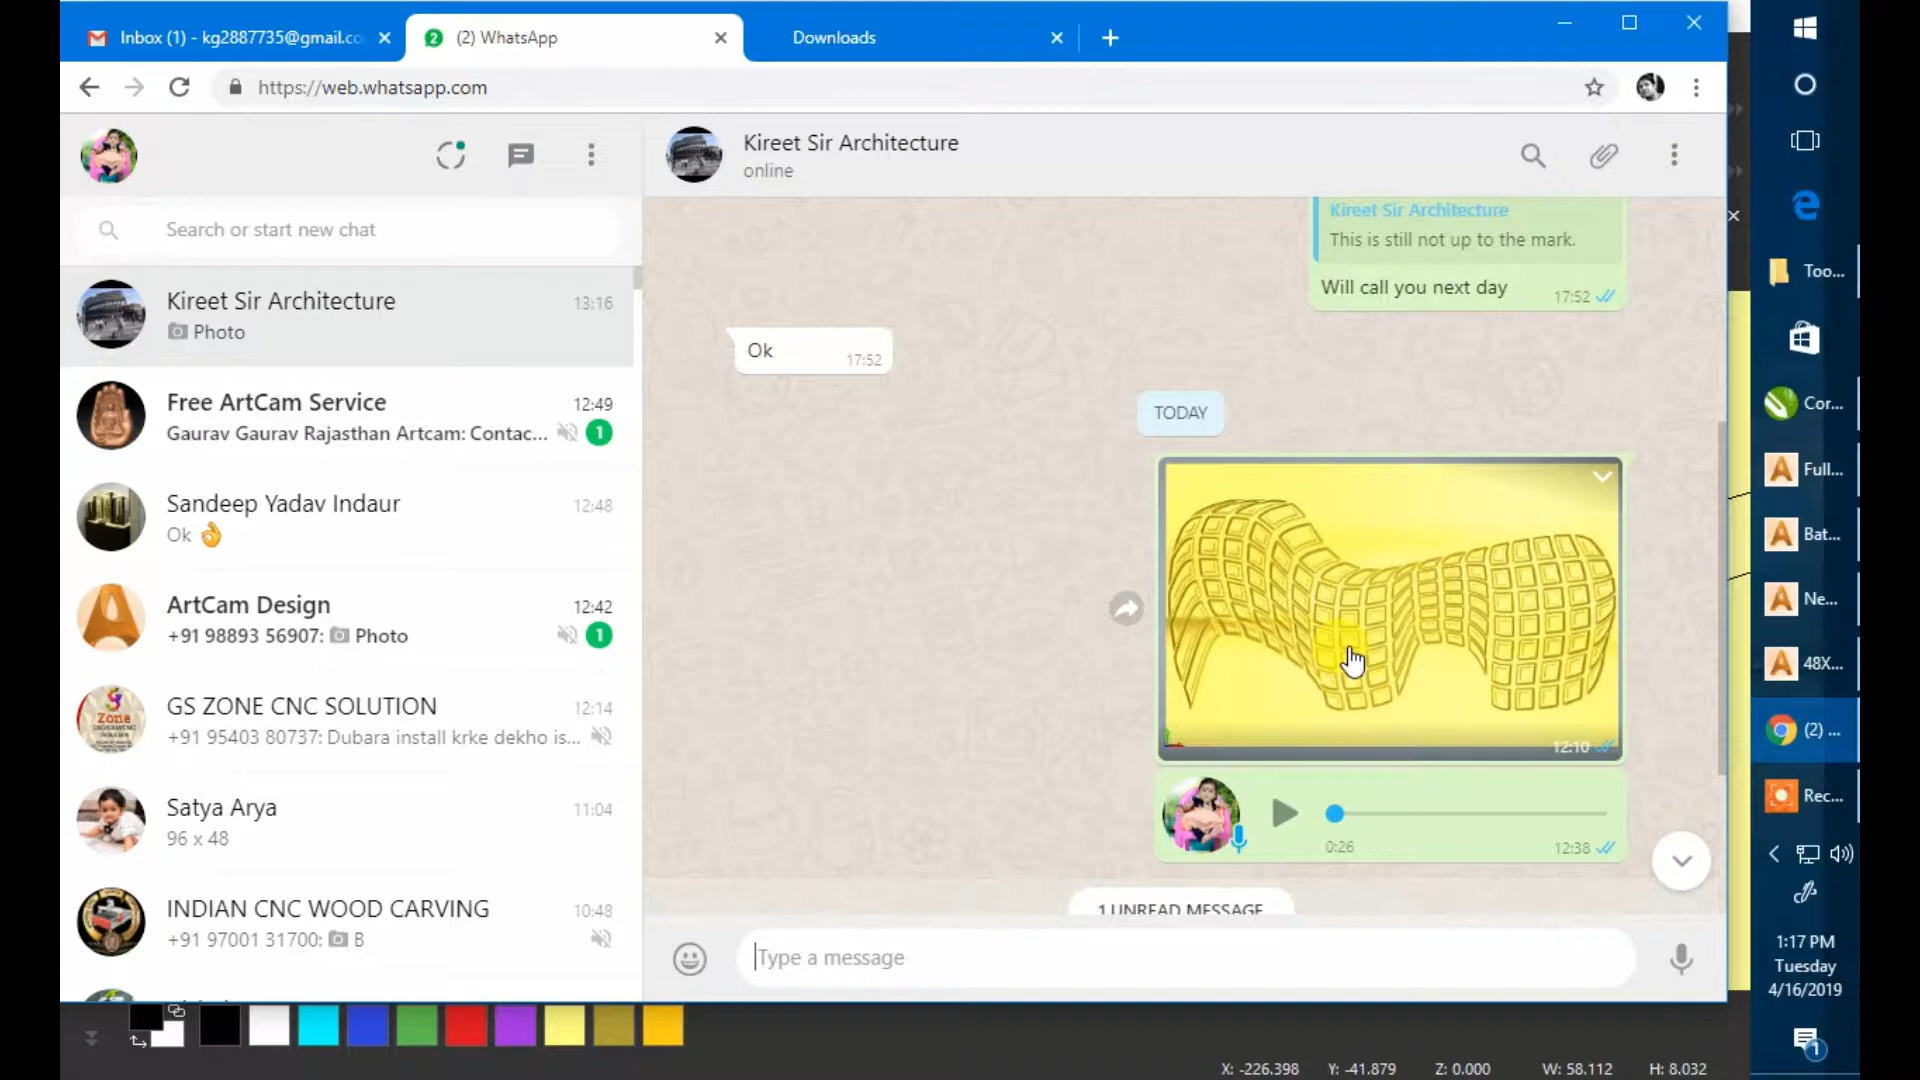 Inbox (1) - kg2887735@gmail.co
2 (2) WhatsApp
Downloads
https://web.whatsapp.com
Kireet Sir Architecture
online
Search or start new chat
Kireet Sir Architecture 13:16
Photo
Free ArtCam Service 12:49
Gaurav Gaurav Rajasthan Artcam: Contac... 1
Sandeep Yadav Indaur 12:48
Ok 👌
ArtCam Design 12:42
+91 98893 56907: Photo 1
GS ZONE CNC SOLUTION 12:14
+91 95403 80737: Dubara install krke dekho is...
Zone
Satya Arya 11:04
96 x 48
INDIAN CNC WOOD CARVING 10:48
+91 97001 31700: B
Kireet Sir Architecture
This is still not up to the mark.
Will call you next day 17:52
Ok 17:52
TODAY
12:10
0:26 12:38
1 UNREAD MESSAGE
Type a message
Too...
Cor...
Full...
Bat...
Ne...
48X...
(2) ...
Rec...
1:17 PM
Tuesday
4/16/2019
1
X: -226.398 Y: -41.879 Z: 0.000 W: 58.112 H: 8.032